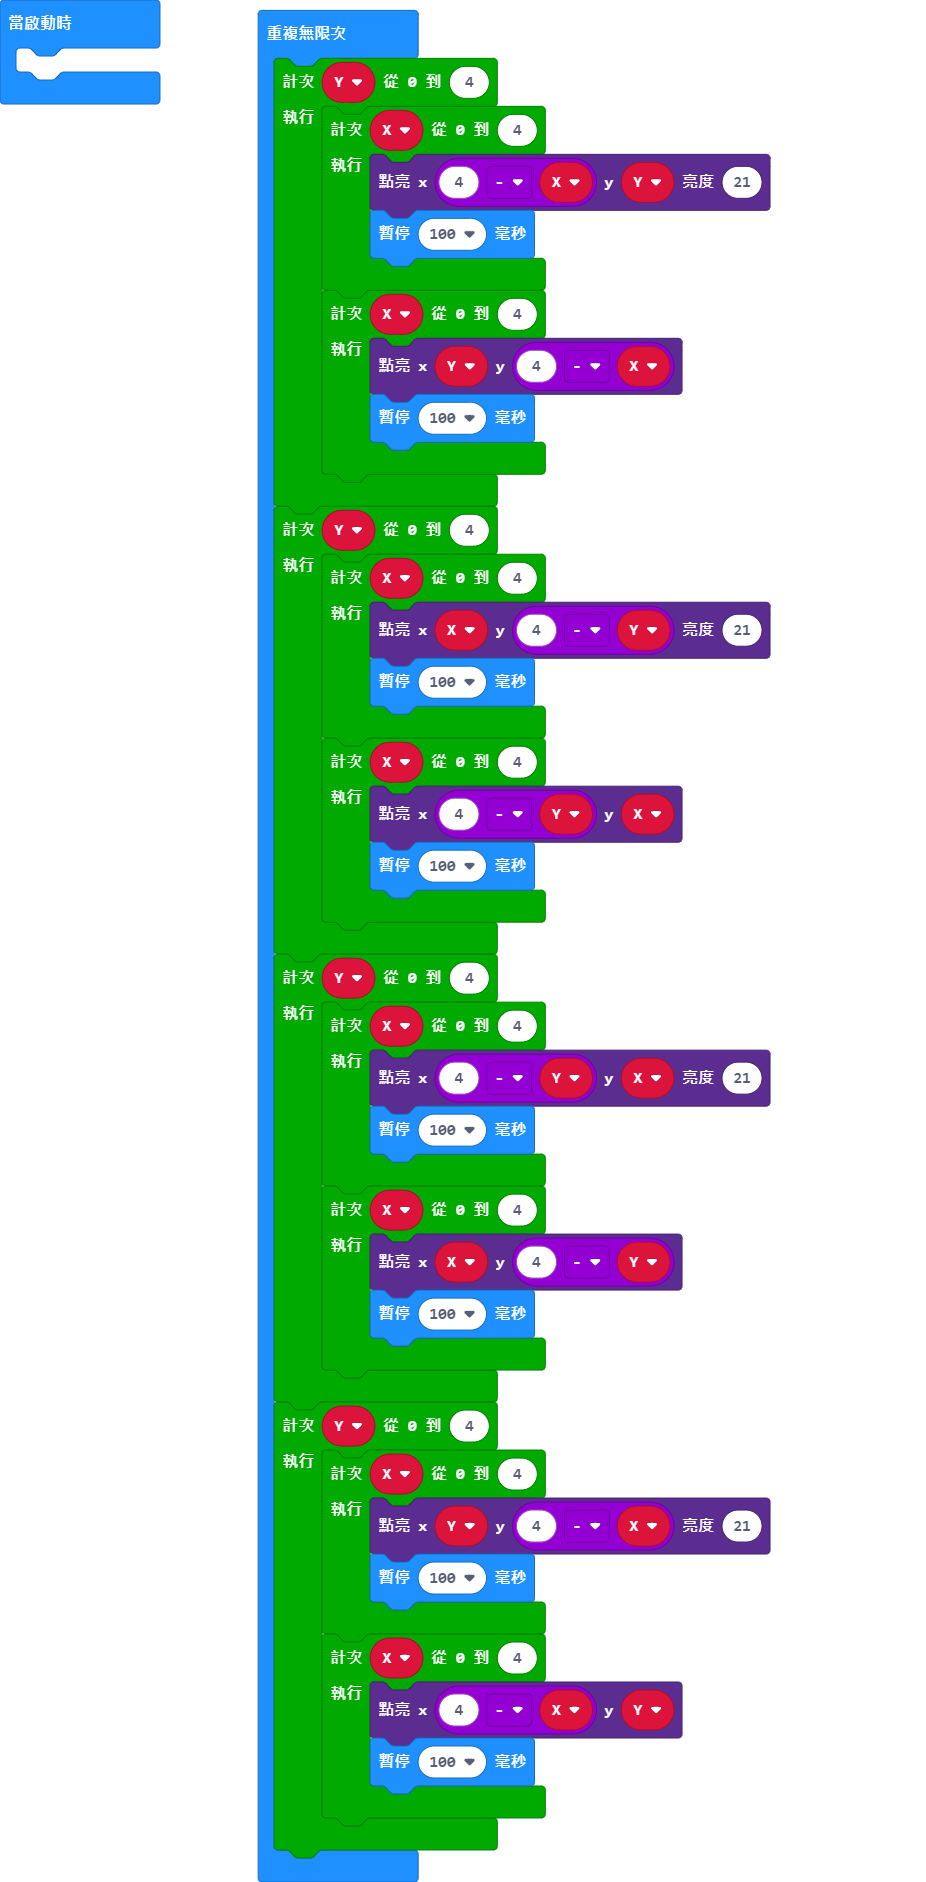 當啟動時
重複無限次
計次 Y 從 0 到 4
執行
計次 X 從 0 到 4
執行
點亮 x 4 - X y Y 亮度 21
暫停 100 毫秒
計次 X 從 0 到 4
執行
點亮 x Y y 4 - X
暫停 100 毫秒
計次 Y 從 0 到 4
執行
計次 X 從 0 到 4
執行
點亮 x X y 4 - Y 亮度 21
暫停 100 毫秒
計次 X 從 0 到 4
執行
點亮 x 4 - Y y X
暫停 100 毫秒
計次 Y 從 0 到 4
執行
計次 X 從 0 到 4
執行
點亮 x 4 - Y y X 亮度 21
暫停 100 毫秒
計次 X 從 0 到 4
執行
點亮 x X y 4 - Y
暫停 100 毫秒
計次 Y 從 0 到 4
執行
計次 X 從 0 到 4
執行
點亮 x Y y 4 - X 亮度 21
暫停 100 毫秒
計次 X 從 0 到 4
執行
點亮 x 4 - X y Y
暫停 100 毫秒